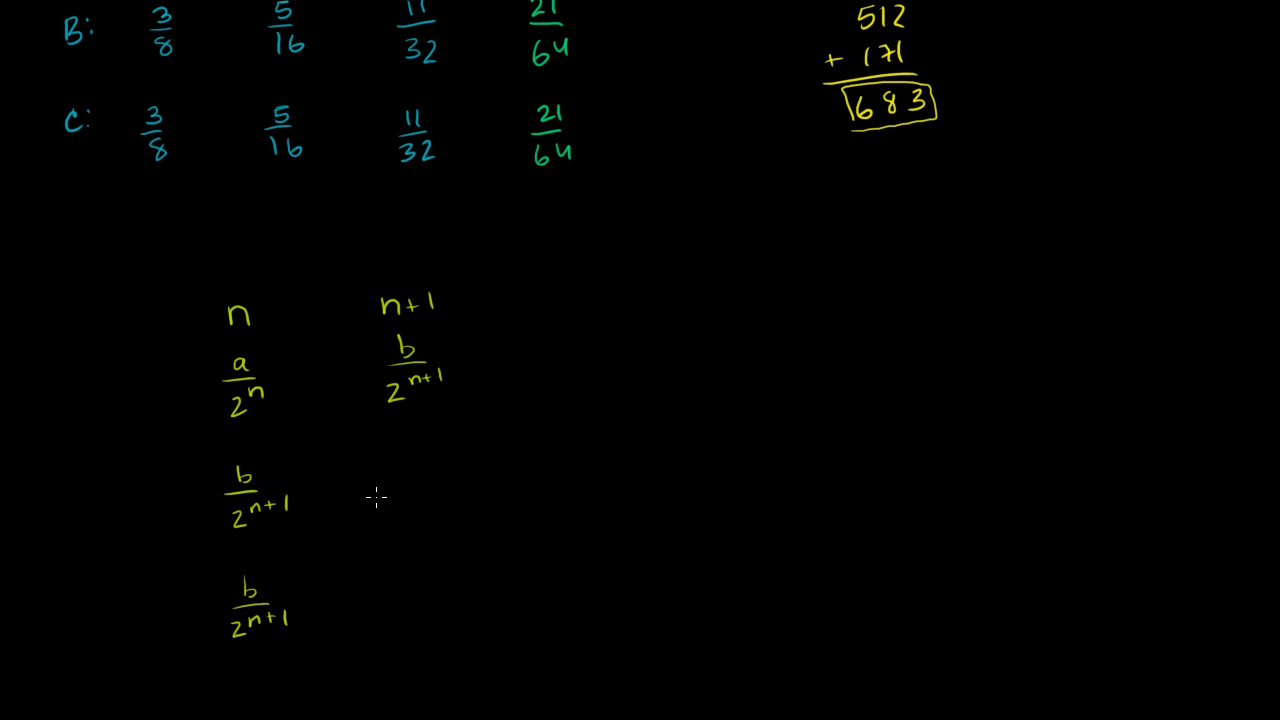 B: 3/8 5/16 11/32 21/64
512
+ 171
683
C: 3/8 5/16 11/32 21/64
n n+1
a/2^n b/2^(n+1)
b/2^(n+1)
b/2^(n+1)